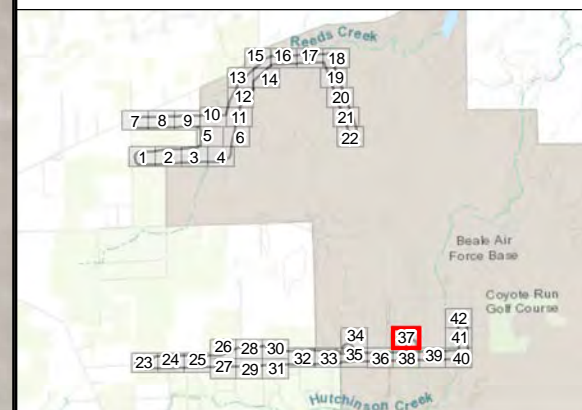 Reeds Creek
15 16 17 18
13 14 19
12 20
7 8 9 10 11 21
5 6 22
1 2 3 4
Beale Air
Force Base
Coyote Run
Golf Course
42
34 37 41
26 28 30 35
23 24 25 32 33 36 38 39 40
27 29 31
Hutchinson Creek